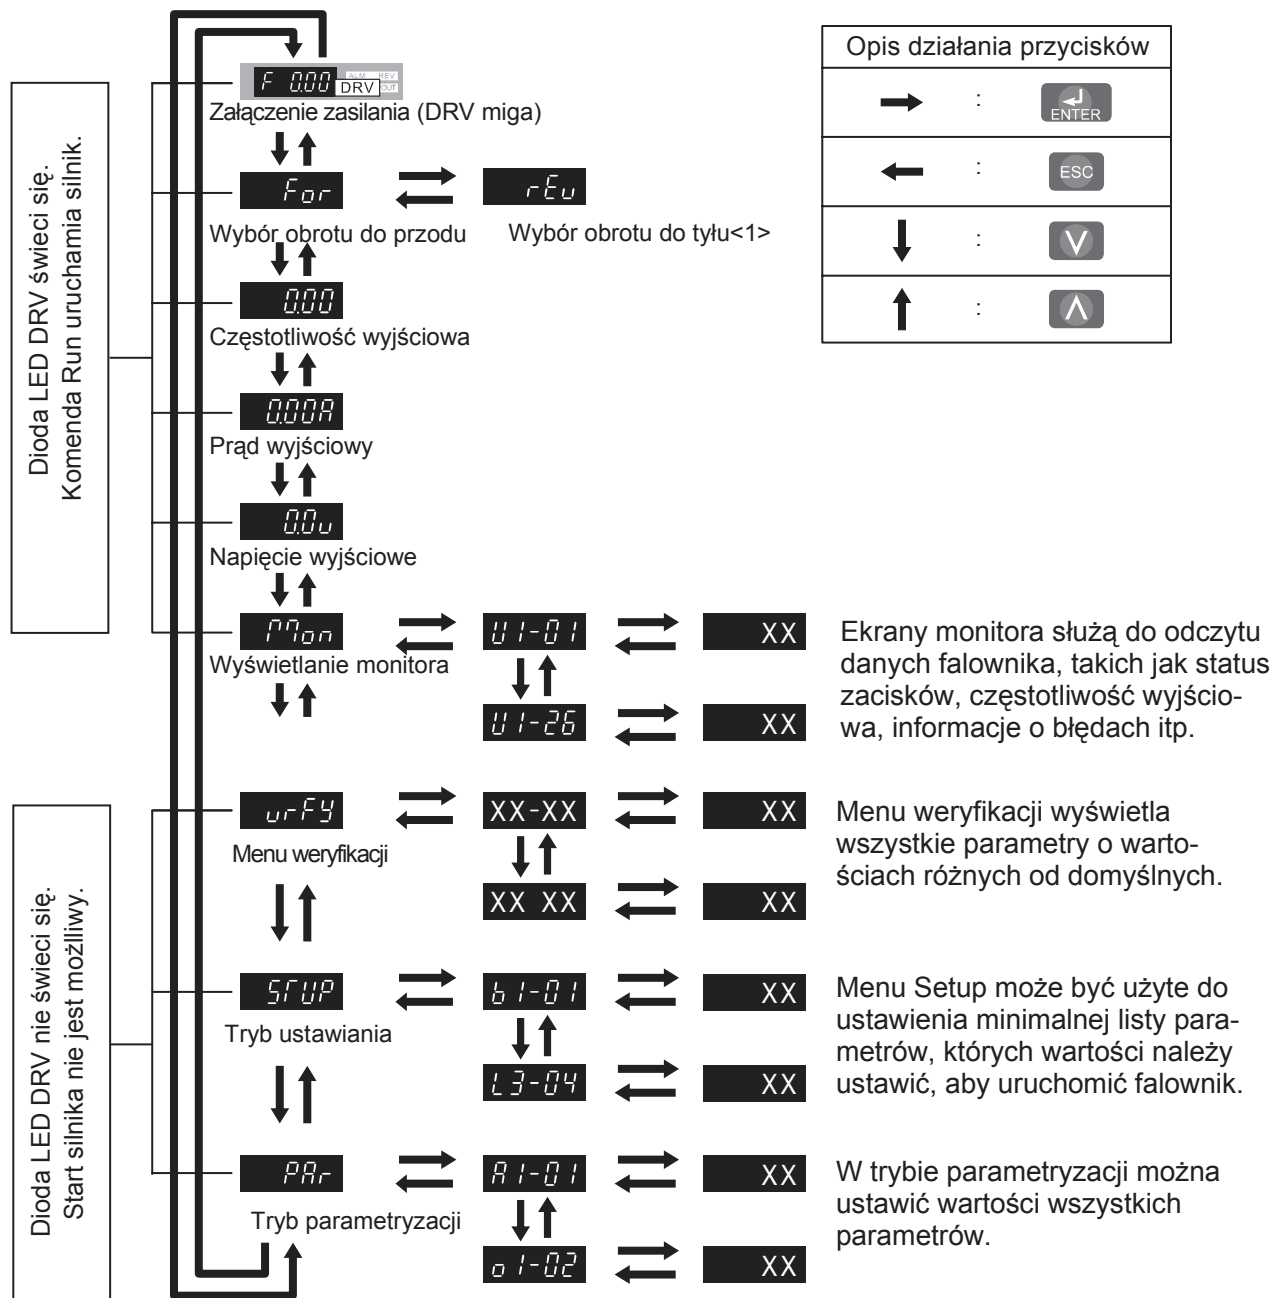 Opis działania przycisków
: ENTER
: ESC
: V
: Λ
Dioda LED DRV świeci się.
Komenda Run uruchamia silnik.
F 0.00 ALM REV DRV OUT
Załączenie zasilania (DRV miga)
For rEv
Wybór obrotu do przodu Wybór obrotu do tyłu<1>
0.00
Częstotliwość wyjściowa
0.00A
Prąd wyjściowy
0.0v
Napięcie wyjściowe
Mon U1-01 XX
Wyświetlanie monitora
U1-26 XX
Ekrany monitora służą do odczytu
danych falownika, takich jak status
zacisków, częstotliwość wyjścio-
wa, informacje o błędach itp.
Dioda LED DRV nie świeci się.
Start silnika nie jest możlliwy.
vrFY XX-XX XX
Menu weryfikacji
XX XX XX
Menu weryfikacji wyświetla
wszystkie parametry o warto-
ściach różnych od domyślnych.
STUP b1-01 XX
Tryb ustawiania
L3-04 XX
Menu Setup może być użyte do
ustawienia minimalnej listy para-
metrów, których wartości należy
ustawić, aby uruchomić falownik.
PAr A1-01 XX
Tryb parametryzacji
o1-02 XX
W trybie parametryzacji można
ustawić wartości wszystkich
parametrów.